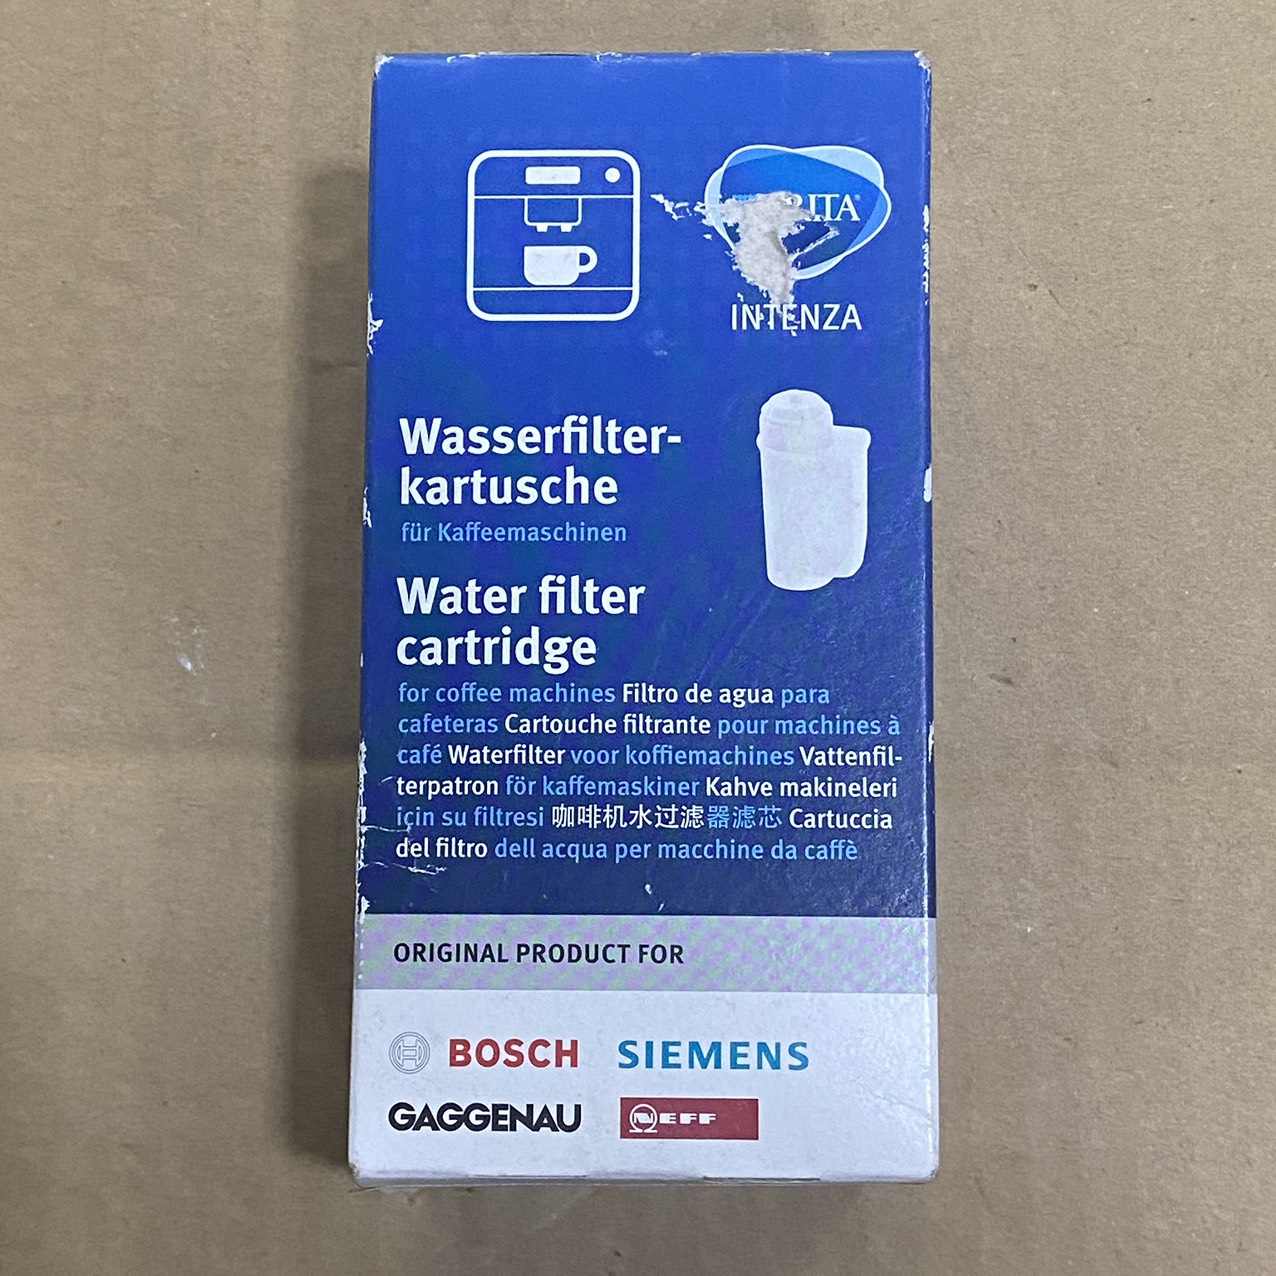 INTENZA
Wasserfilter-
kartusche
für Kaffeemaschinen
Water filter
cartridge
for coffee machines Filtro de agua para
cafeteras Cartouche filtrante pour machines à
café Waterfilter voor koffiemachines Vattenfil-
terpatron för kaffemaskiner Kahve makineleri
için su filtresi 咖啡机水过滤器滤芯 Cartuccia
del filtro dell acqua per macchine da caffè
ORIGINAL PRODUCT FOR
BOSCH SIEMENS
GAGGENAU NEFF